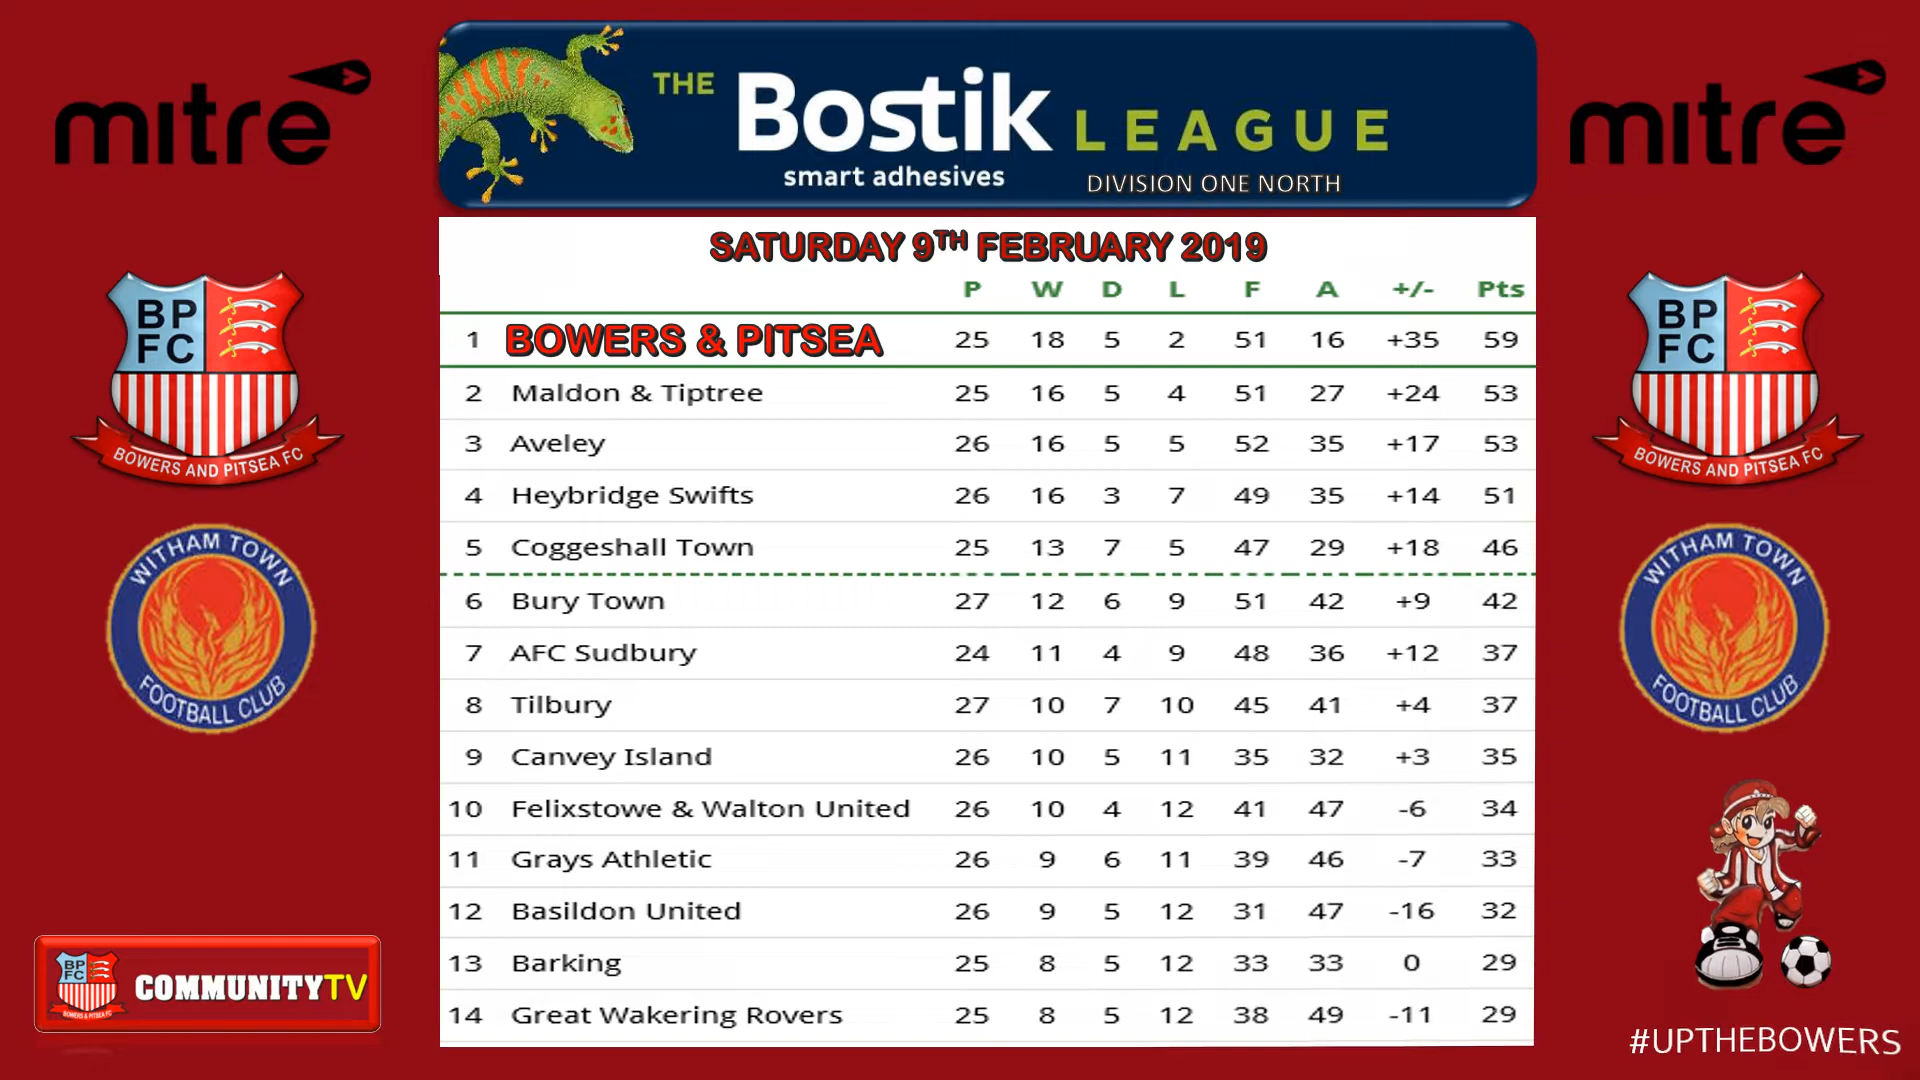 mitre
THE Bostik LEAGUE
smart adhesives
DIVISION ONE NORTH
mitre
SATURDAY 9TH FEBRUARY 2019
P W D L F A +/- Pts
1 BOWERS & PITSEA 25 18 5 2 51 16 +35 59
2 Maldon & Tiptree 25 16 5 4 51 27 +24 53
3 Aveley 26 16 5 5 52 35 +17 53
4 Heybridge Swifts 26 16 3 7 49 35 +14 51
5 Coggeshall Town 25 13 7 5 47 29 +18 46
6 Bury Town 27 12 6 9 51 42 +9 42
7 AFC Sudbury 24 11 4 9 48 36 +12 37
8 Tilbury 27 10 7 10 45 41 +4 37
9 Canvey Island 26 10 5 11 35 32 +3 35
10 Felixstowe & Walton United 26 10 4 12 41 47 -6 34
11 Grays Athletic 26 9 6 11 39 46 -7 33
12 Basildon United 26 9 5 12 31 47 -16 32
13 Barking 25 8 5 12 33 33 0 29
14 Great Wakering Rovers 25 8 5 12 38 49 -11 29
BP
FC
BOWERS AND PITSEA FC
WITHAM TOWN
FOOTBALL CLUB
BP
FC
BOWERS & PITSEA FC
COMMUNITYTV
BP
FC
BOWERS AND PITSEA FC
WITHAM TOWN
FOOTBALL CLUB
#UPTHEBOWERS